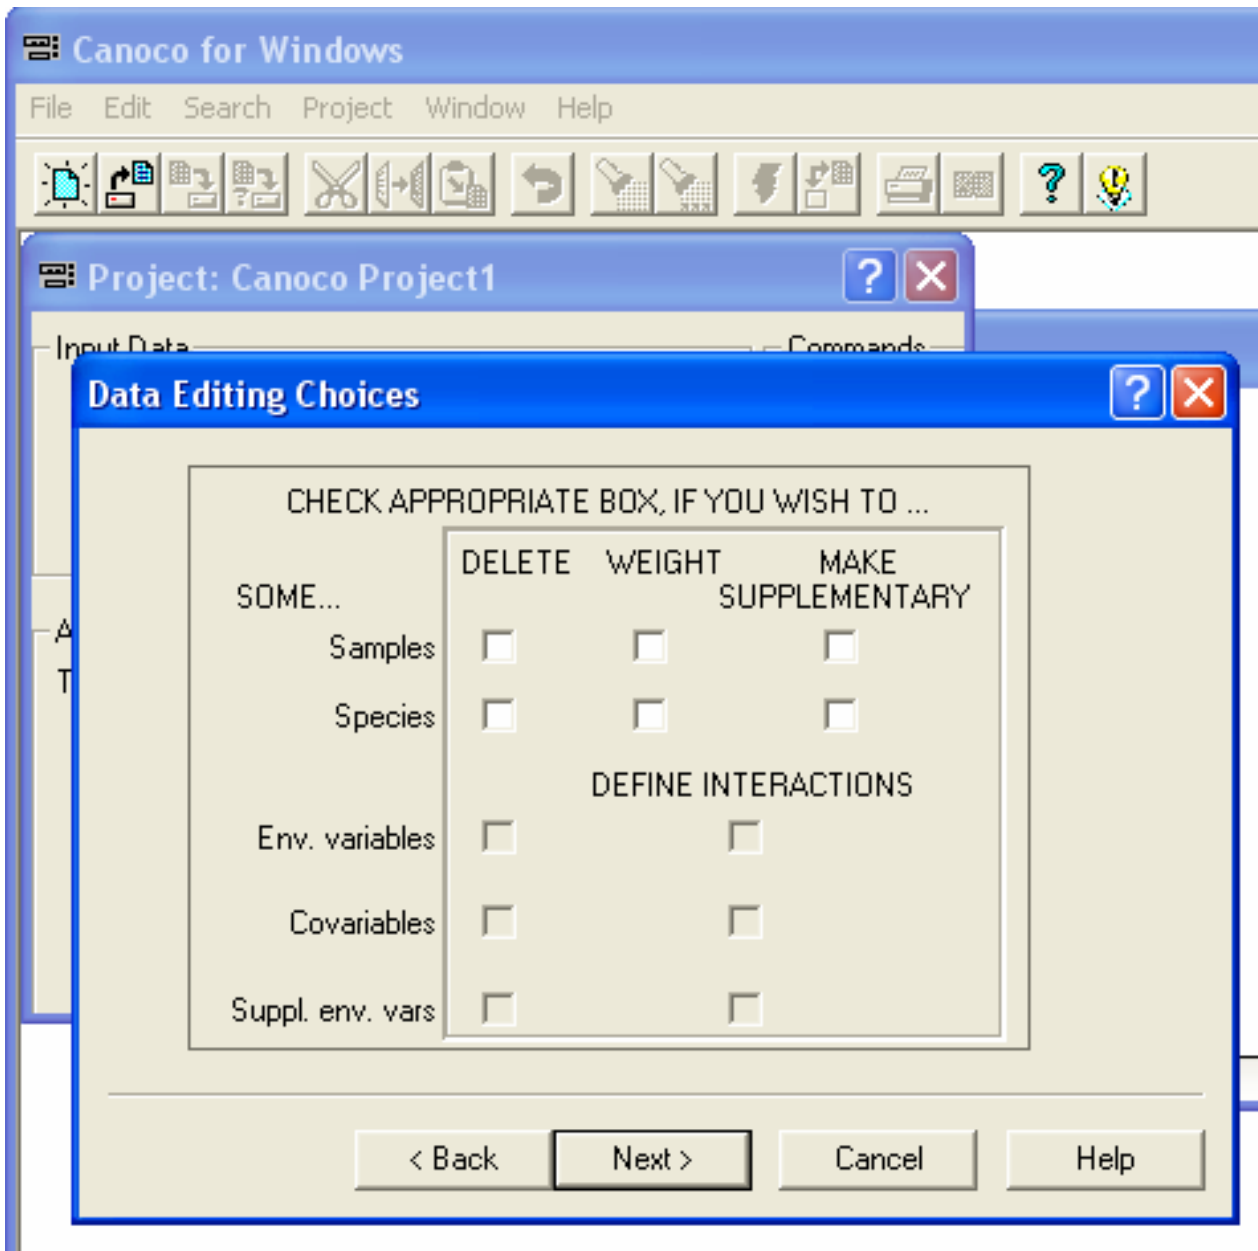 Canoco for Windows
File Edit Search Project Window Help
Project: Canoco Project1
Input Data
Commands
Data Editing Choices
CHECK APPROPRIATE BOX, IF YOU WISH TO ...
DELETE WEIGHT MAKE
SOME... SUPPLEMENTARY
Samples
Species
DEFINE INTERACTIONS
Env. variables
Covariables
Suppl. env. vars
< Back Next > Cancel Help